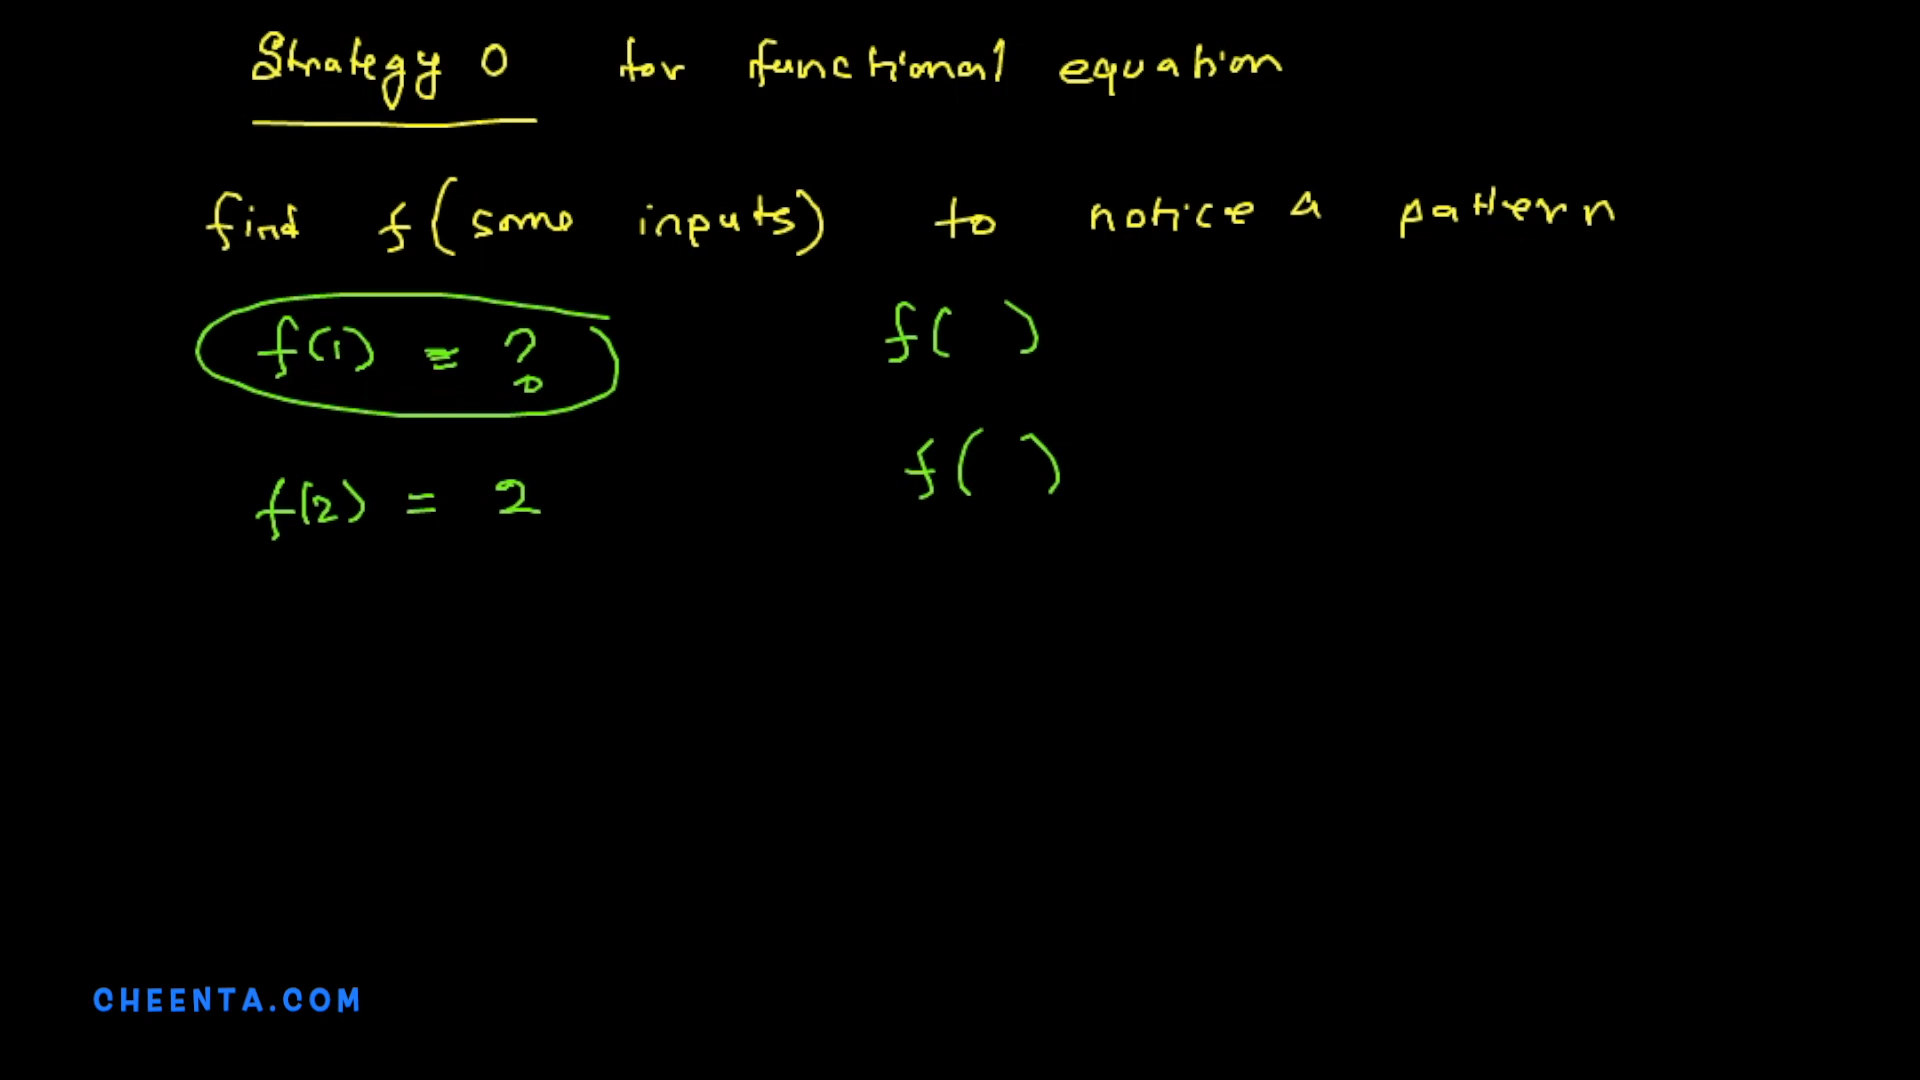 Strategy 0 for functional equation
find f(some inputs) to notice a pattern
f(1) = ? f( )
f( )
f(2) = 2
CHEENTA.COM